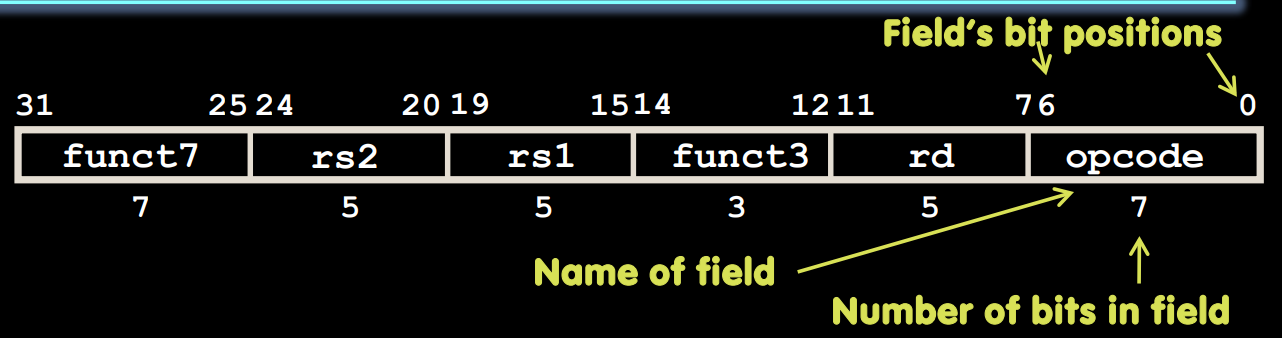 Field's bit positions
31 25 24 20 19 15 14 12 11 7 6 0
funct7 rs2 rs1 funct3 rd opcode
7 5 5 3 5 7
Name of field
Number of bits in field